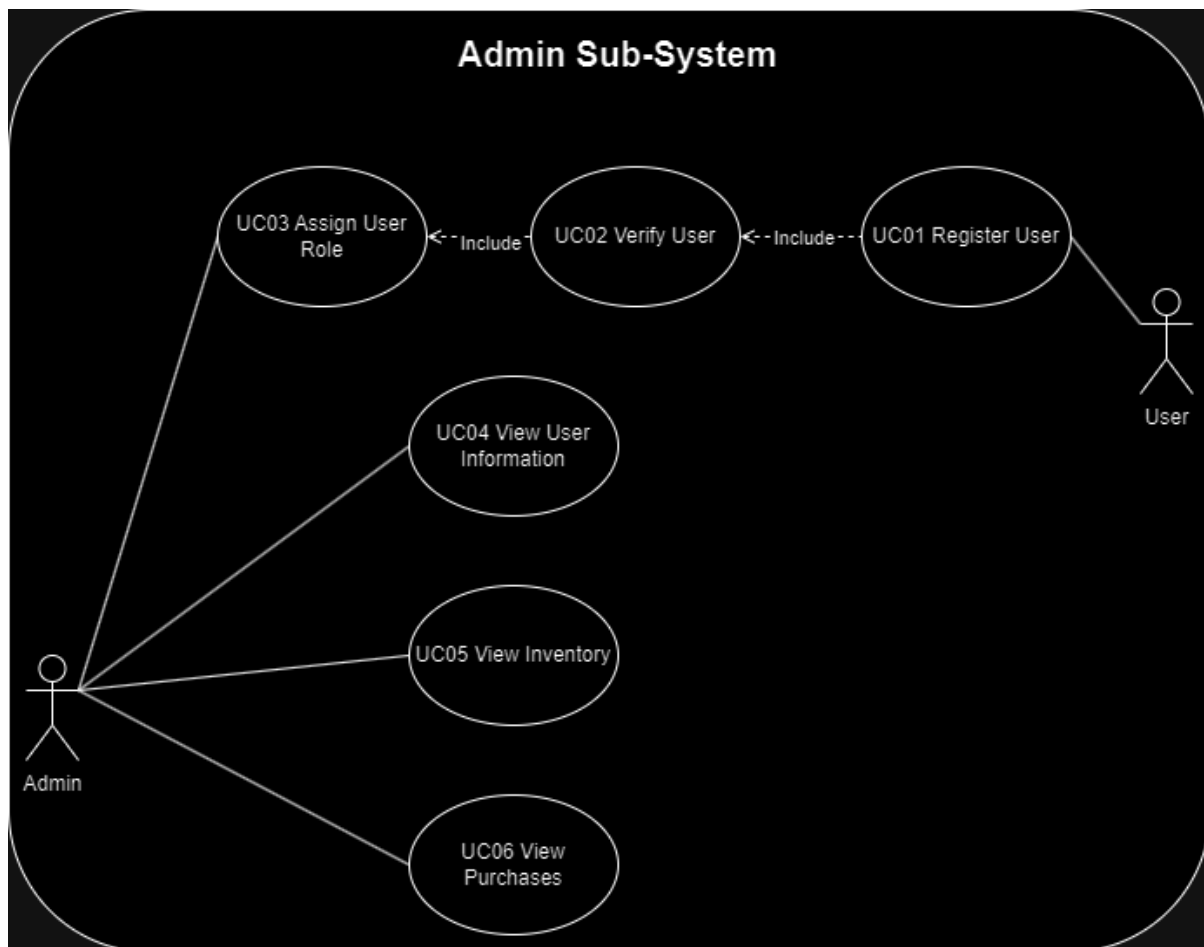 Admin Sub-System
UC03 Assign User
Role
Include
UC02 Verify User
Include
UC01 Register User
User
UC04 View User
Information
UC05 View Inventory
Admin
UC06 View
Purchases